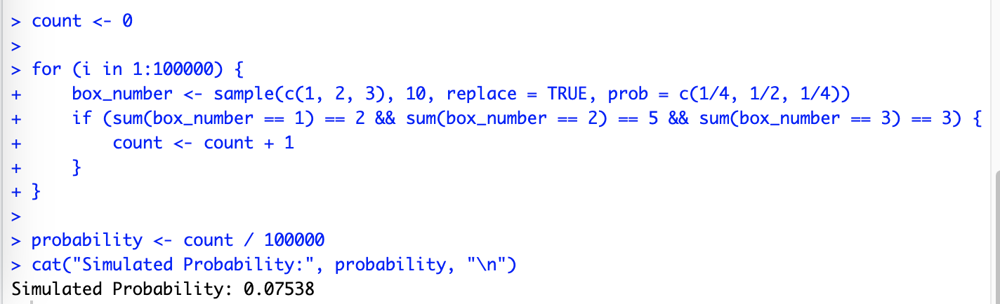 > count <- 0
>
> for (i in 1:100000) {
+     box_number <- sample(c(1, 2, 3), 10, replace = TRUE, prob = c(1/4, 1/2, 1/4))
+     if (sum(box_number == 1) == 2 && sum(box_number == 2) == 5 && sum(box_number == 3) == 3) {
+         count <- count + 1
+     }
+ }
>
> probability <- count / 100000
> cat("Simulated Probability:", probability, "\n")
Simulated Probability: 0.07538